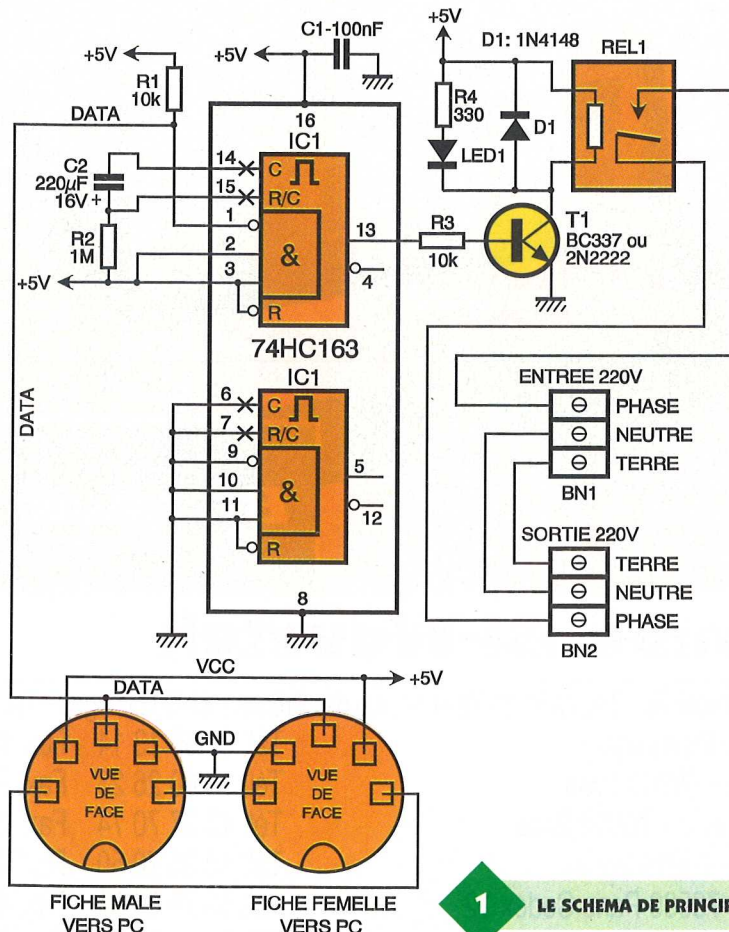 C1-100nF
+5V
+5V
R1
10k
DATA
+5V
D1: 1N4148
REL1
R4
330
D1
LED1
16
IC1
C2
220µF
16V +
14
C
15
R/C
1
2
&
3
R
13
4
R2
1M
+5V
R3
10k
T1
BC337 ou
2N2222
74HC163
IC1
6
C
7
R/C
9
10
&
11
R
5
12
8
DATA
ENTREE 220V
PHASE
NEUTRE
TERRE
BN1
SORTIE 220V
TERRE
NEUTRE
PHASE
BN2
VCC
+5V
DATA
GND
VUE
DE
FACE
VUE
DE
FACE
FICHE MALE
VERS PC
FICHE FEMELLE
VERS PC
1
LE SCHEMA DE PRINCIP